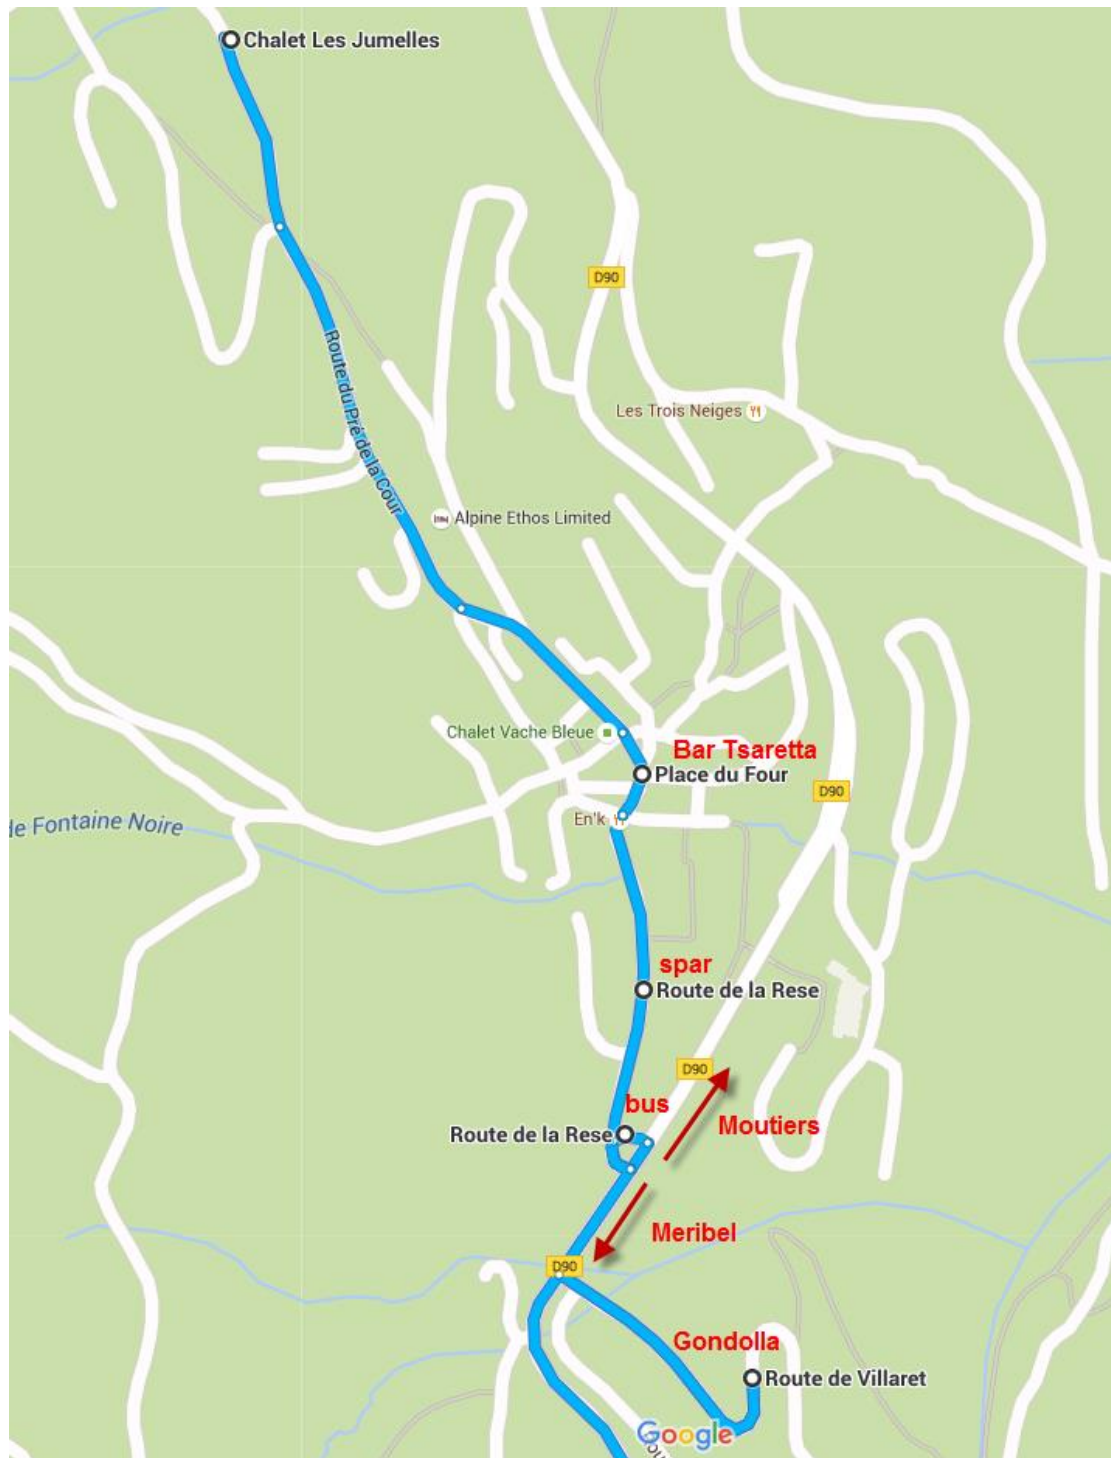 Chalet Les Jumelles
D90
Route du Pré de la Cour
Les Trois Neiges
Alpine Ethos Limited
Chalet Vache Bleue
Bar Tsaretta
Place du Four
D90
En'k
de Fontaine Noire
spar
Route de la Rese
D90
bus
Route de la Rese
Moutiers
Meribel
D90
Gondolla
Route de Villaret
Google